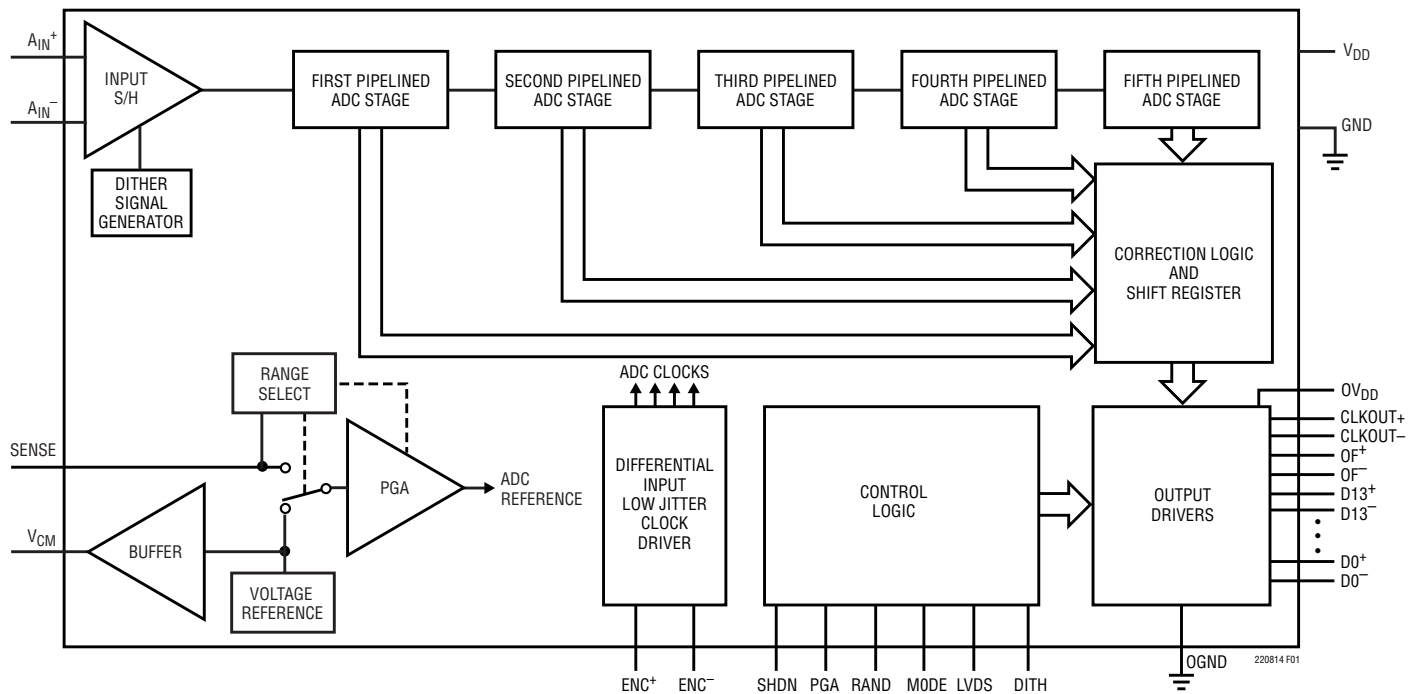 AIN+
AIN−
INPUT
S/H
DITHER
SIGNAL
GENERATOR
FIRST PIPELINED
ADC STAGE
SECOND PIPELINED
ADC STAGE
THIRD PIPELINED
ADC STAGE
FOURTH PIPELINED
ADC STAGE
FIFTH PIPELINED
ADC STAGE
VDD
GND
CORRECTION LOGIC
AND
SHIFT REGISTER
RANGE
SELECT
SENSE
PGA
ADC
REFERENCE
VCM
BUFFER
VOLTAGE
REFERENCE
ADC CLOCKS
DIFFERENTIAL
INPUT
LOW JITTER
CLOCK
DRIVER
ENC+
ENC−
CONTROL
LOGIC
SHDN
PGA
RAND
MODE
LVDS
DITH
OUTPUT
DRIVERS
OVDD
CLKOUT+
CLKOUT−
OF+
OF−
D13+
D13−
D0+
D0−
OGND
220814 F01